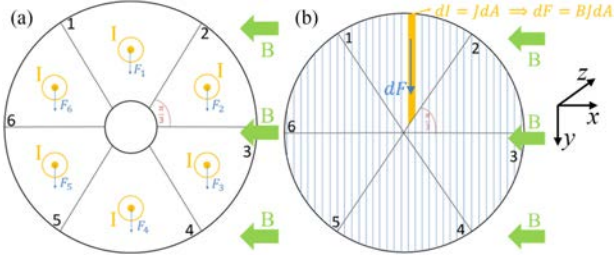 (a)
1
2
I
F₁
I
F₆
I
F₂
B
6
π/3
3
B
I
F₅
I
F₃
I
F₄
5
4
B
(b)
dI = JdA ⟹ dF = BJdA
1
2
B
dF
6
π/3
3
B
5
4
B
z
x
y